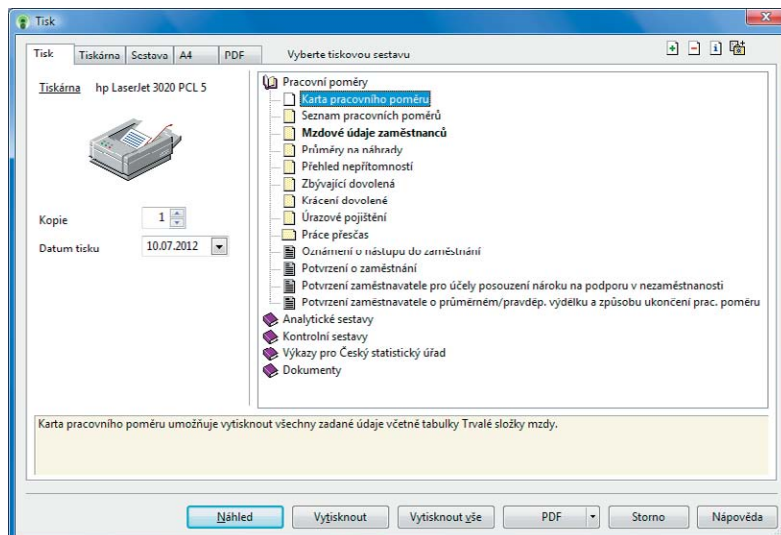 Tisk
Tisk Tiskárna Sestava A4 PDF Vyberte tiskovou sestavu
Tiskárna hp LaserJet 3020 PCL 5
Kopie 1
Datum tisku 10.07.2012
Pracovní poměry
Karta pracovního poměru
Seznam pracovních poměrů
Mzdové údaje zaměstnanců
Průměry na náhrady
Přehled nepřítomností
Zbývající dovolená
Krácení dovolené
Úrazové pojištění
Práce přesčas
Oznámení o nástupu do zaměstnání
Potvrzení o zaměstnání
Potvrzení zaměstnavatele pro účely posouzení nároku na podporu v nezaměstnanosti
Potvrzení zaměstnavatele o průměrném/pravděp. výdělku a způsobu ukončení prac. poměru
Analytické sestavy
Kontrolní sestavy
Výkazy pro Český statistický úřad
Dokumenty
Karta pracovního poměru umožňuje vytisknout všechny zadané údaje včetně tabulky Trvalé složky mzdy.
Náhled Vytisknout Vytisknout vše PDF Storno Nápověda